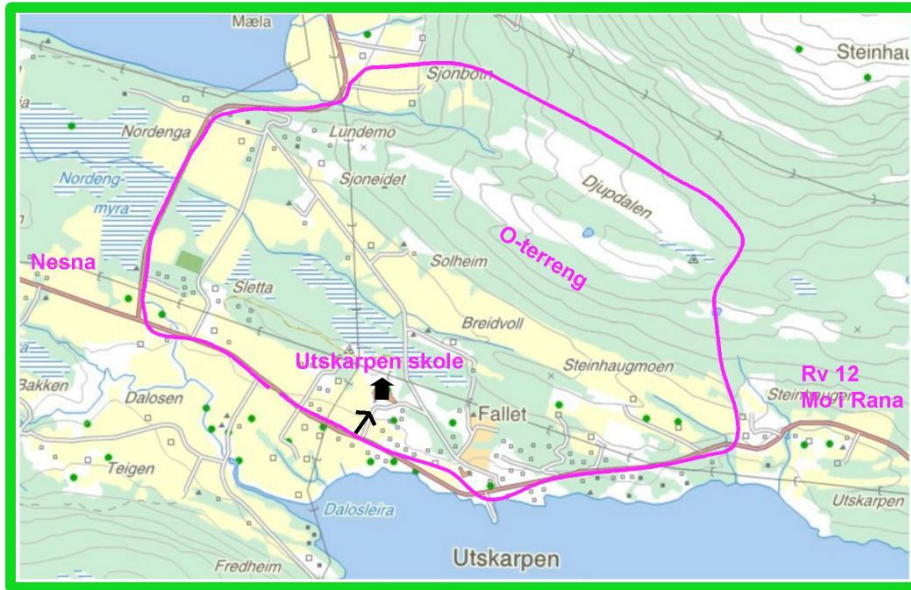 Mæla
Steinhau
Sjonbotn
Nordenga
Lundemo
Nordeng-
myra
Sjoneidet
Djupdalen
O-terreng
Nesna
Solheim
Sletta
Breidvoll
Utskarpen skole
Steinhaugmoen
Rv 12
Mo i Rana
Steinhaugen
Bakken
Dalosen
Fallet
Teigen
Utskarpen
Dalosleira
Fredheim
Utskarpen